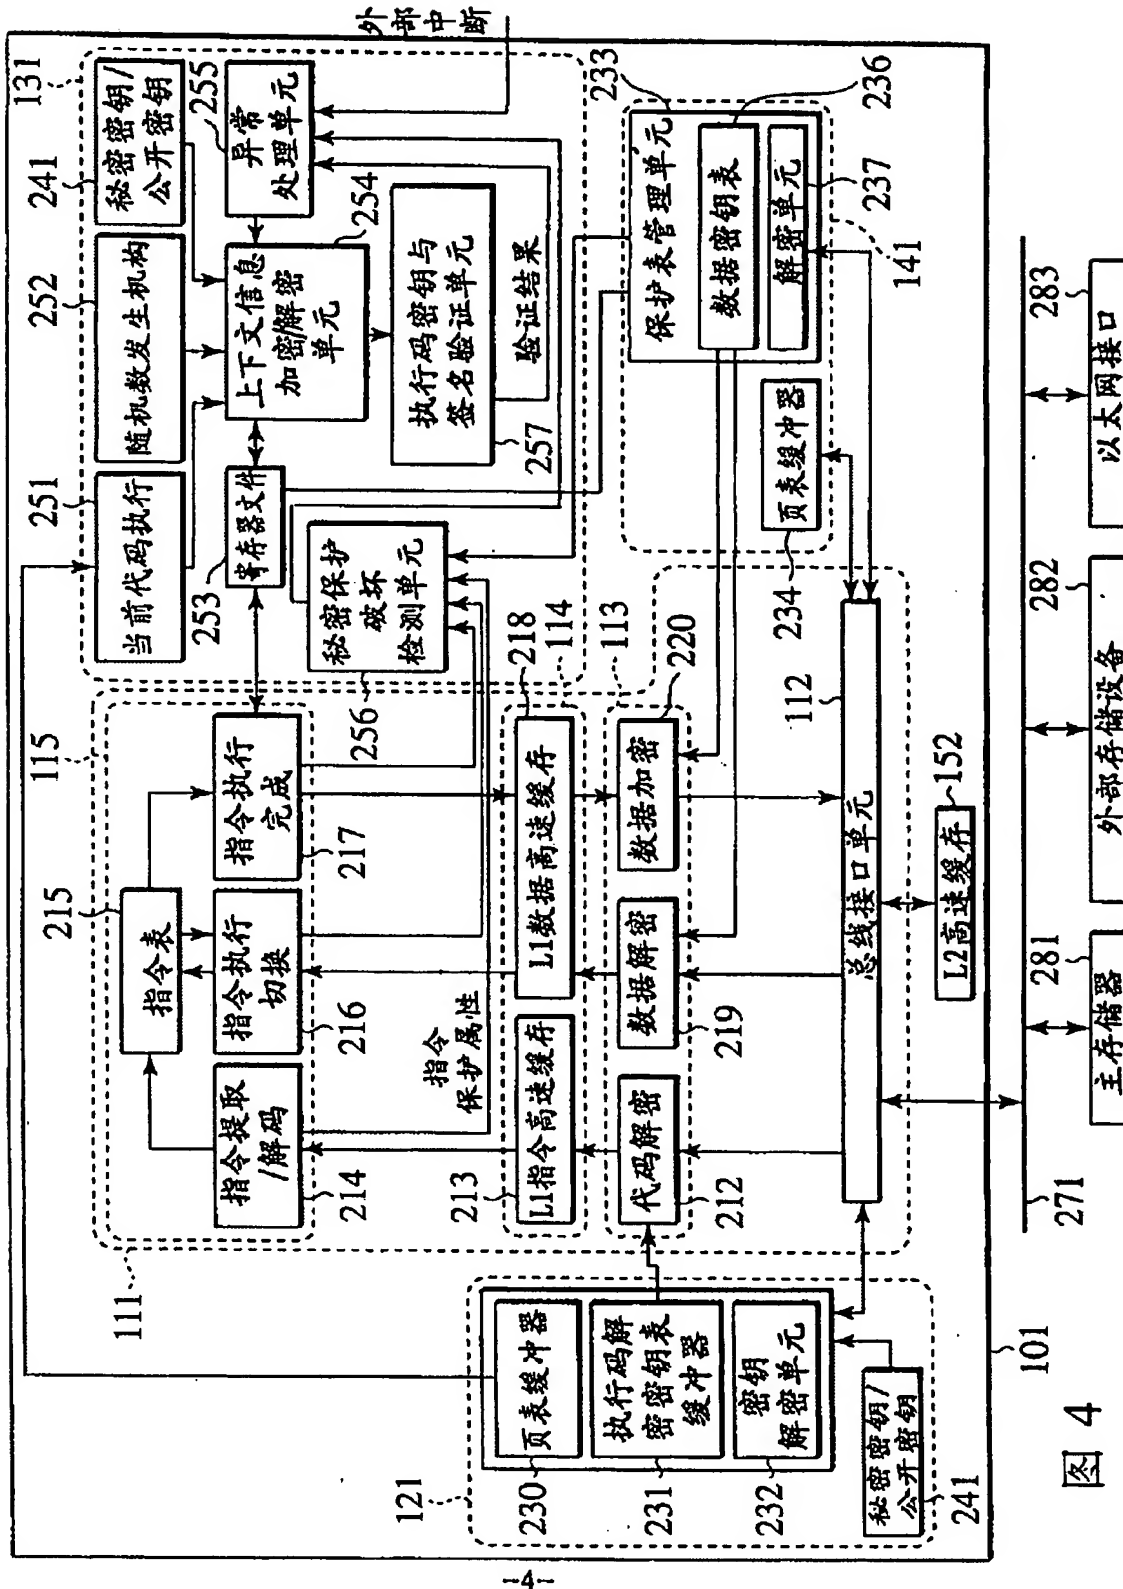 外部中断
131
241
秘密密钥/
公开密钥
252
随机数发生机构
251
当前代码执行
255
异常
处理单元
254
上下文信息
加密/解密
单元
253
寄存器文件
执行码密钥与
签名验证单元
257
验证结果
秘密保护
破坏
检测单元
256
115
215
指令表
指令执行
完成
217
指令执行
切换
216
指令提取
/解码
214
指令
保护属性
111
218
114
L1数据高速缓存
213
L1指令高速缓存
113
220
数据加密
数据解密
219
代码解密
212
233
保护表管理单元
236
数据密钥表
解密单元
237
141
页表缓冲器
234
112
总线接口单元
152
L2高速缓存
121
页表缓冲器
230
执行码解
密密钥表
缓冲器
231
密钥
解密单元
232
秘密密钥/
公开密钥
241
101
271
281
主存储器
282
外部存储设备
283
以太网接口
图 4
-4-